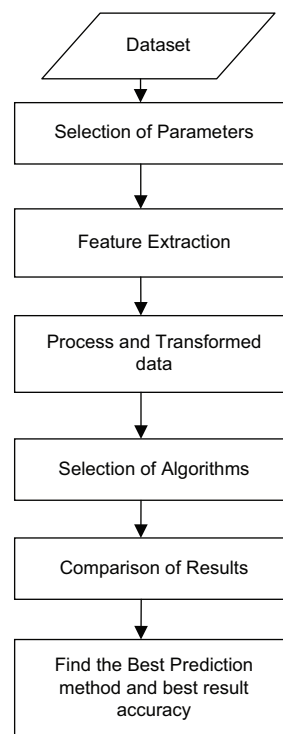 Dataset
Selection of Parameters
Feature Extraction
Process and Transformed
data
Selection of Algorithms
Comparison of Results
Find the Best Prediction
method and best result
accuracy